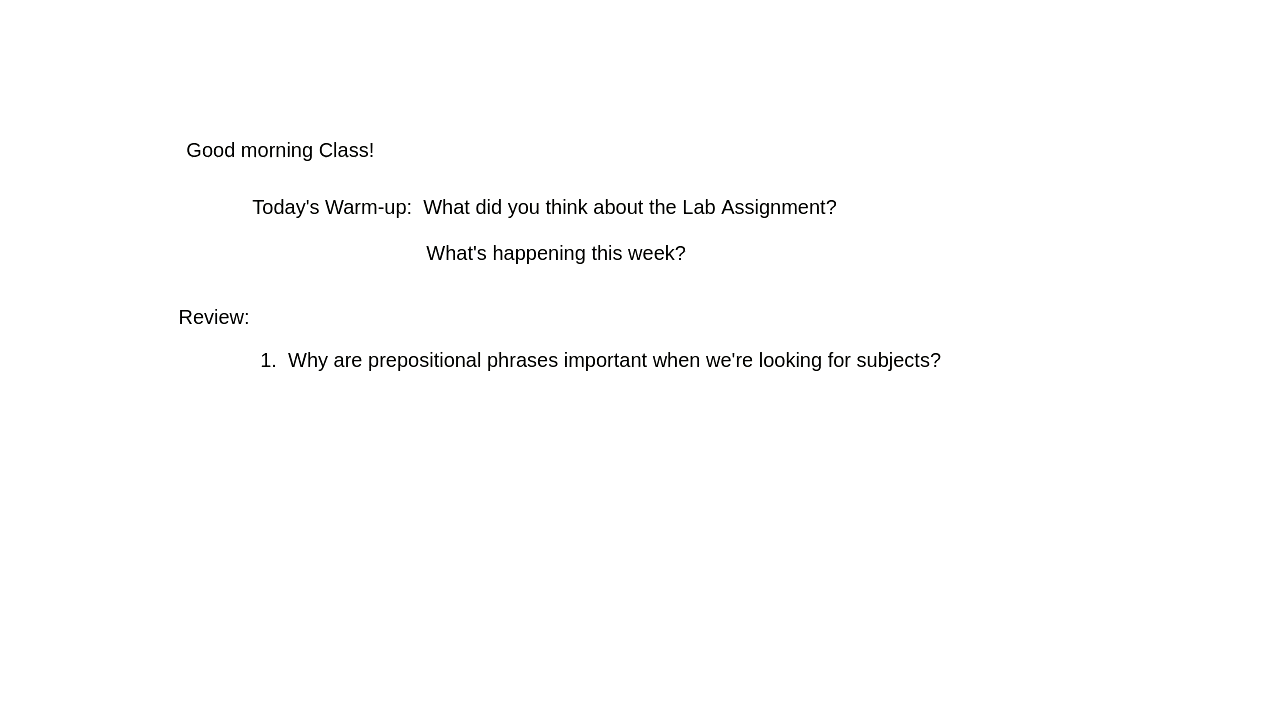 Good morning Class!
Today's Warm-up:  What did you think about the Lab Assignment?
What's happening this week?
Review:
1.  Why are prepositional phrases important when we're looking for subjects?